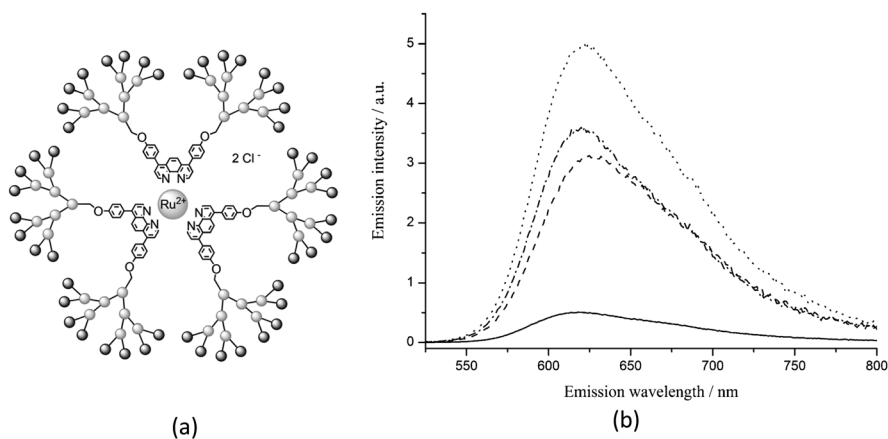 O
O
2 Cl -
N N
Ru2+
O
N
N
N
N
O
O
O
(a)
Emission intensity / a.u.
5
4
3
2
1
0
550 600 650 700 750 800
Emission wavelength / nm
(b)